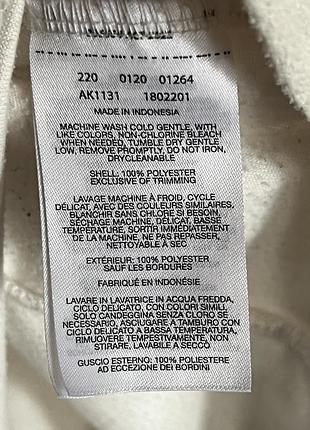 220 0120 01264
AK1131 1802201
MADE IN INDONESIA
MACHINE WASH COLD GENTLE, WITH
LIKE COLORS, NON-CHLORINE BLEACH
WHEN NEEDED, TUMBLE DRY GENTLE
LOW, REMOVE PROMPTLY, DO NOT IRON,
DRYCLEANABLE
SHELL: 100% POLYESTER
EXCLUSIVE OF TRIMMING
LAVAGE MACHINE À FROID, CYCLE
DÉLICAT, AVEC DES COULEURS SIMILAIRES,
BLANCHIR SANS CHLORE SI BESOIN,
SÉCHAGE MACHINE, DÉLICAT, BASSE
TEMPÉRATURE, SORTIR IMMÉDIATEMENT
DE LA MACHINE, NE PAS REPASSER,
NETTOYABLE À SEC
EXTÉRIEUR: 100% POLYESTER
SAUF LES BORDURES
FABRIQUÉ EN INDONÉSIE
LAVARE IN LAVATRICE IN ACQUA FREDDA,
CICLO DELICATO, CON COLORI SIMILI,
SOLO CANDEGGINA SENZA CLORO SE
NECESSARIO, ASCIUGARE A TAMBURO CON
CICLO DELICATO A BASSA TEMPERATURA,
RIMUOVERE TEMPESTIVAMENTE, NON
STIRARE, LAVABILE A SECCO
GUSCIO ESTERNO: 100% POLIESTERE
AD ECCEZIONE DEI BORDINI